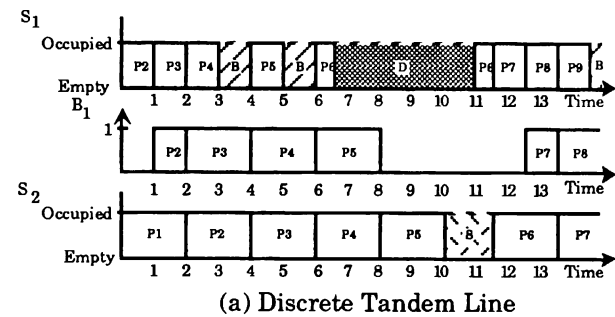 S1
Occupied
P2 P3 P4 B P5 B P6 D P6 P7 P8 P9 B
Empty
1 2 3 4 5 6 7 8 9 10 11 12 13 Time
B1
1
P2 P3 P4 P5 P7 P8
1 2 3 4 5 6 7 8 9 10 11 12 13 Time
S2
Occupied
P1 P2 P3 P4 P5 S P6 P7
Empty
1 2 3 4 5 6 7 8 9 10 11 12 13 Time
(a) Discrete Tandem Line